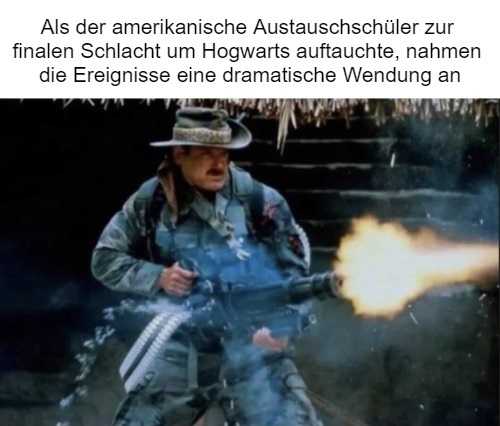 Als der amerikanische Austauschschüler zur
finalen Schlacht um Hogwarts auftauchte, nahmen
die Ereignisse eine dramatische Wendung an